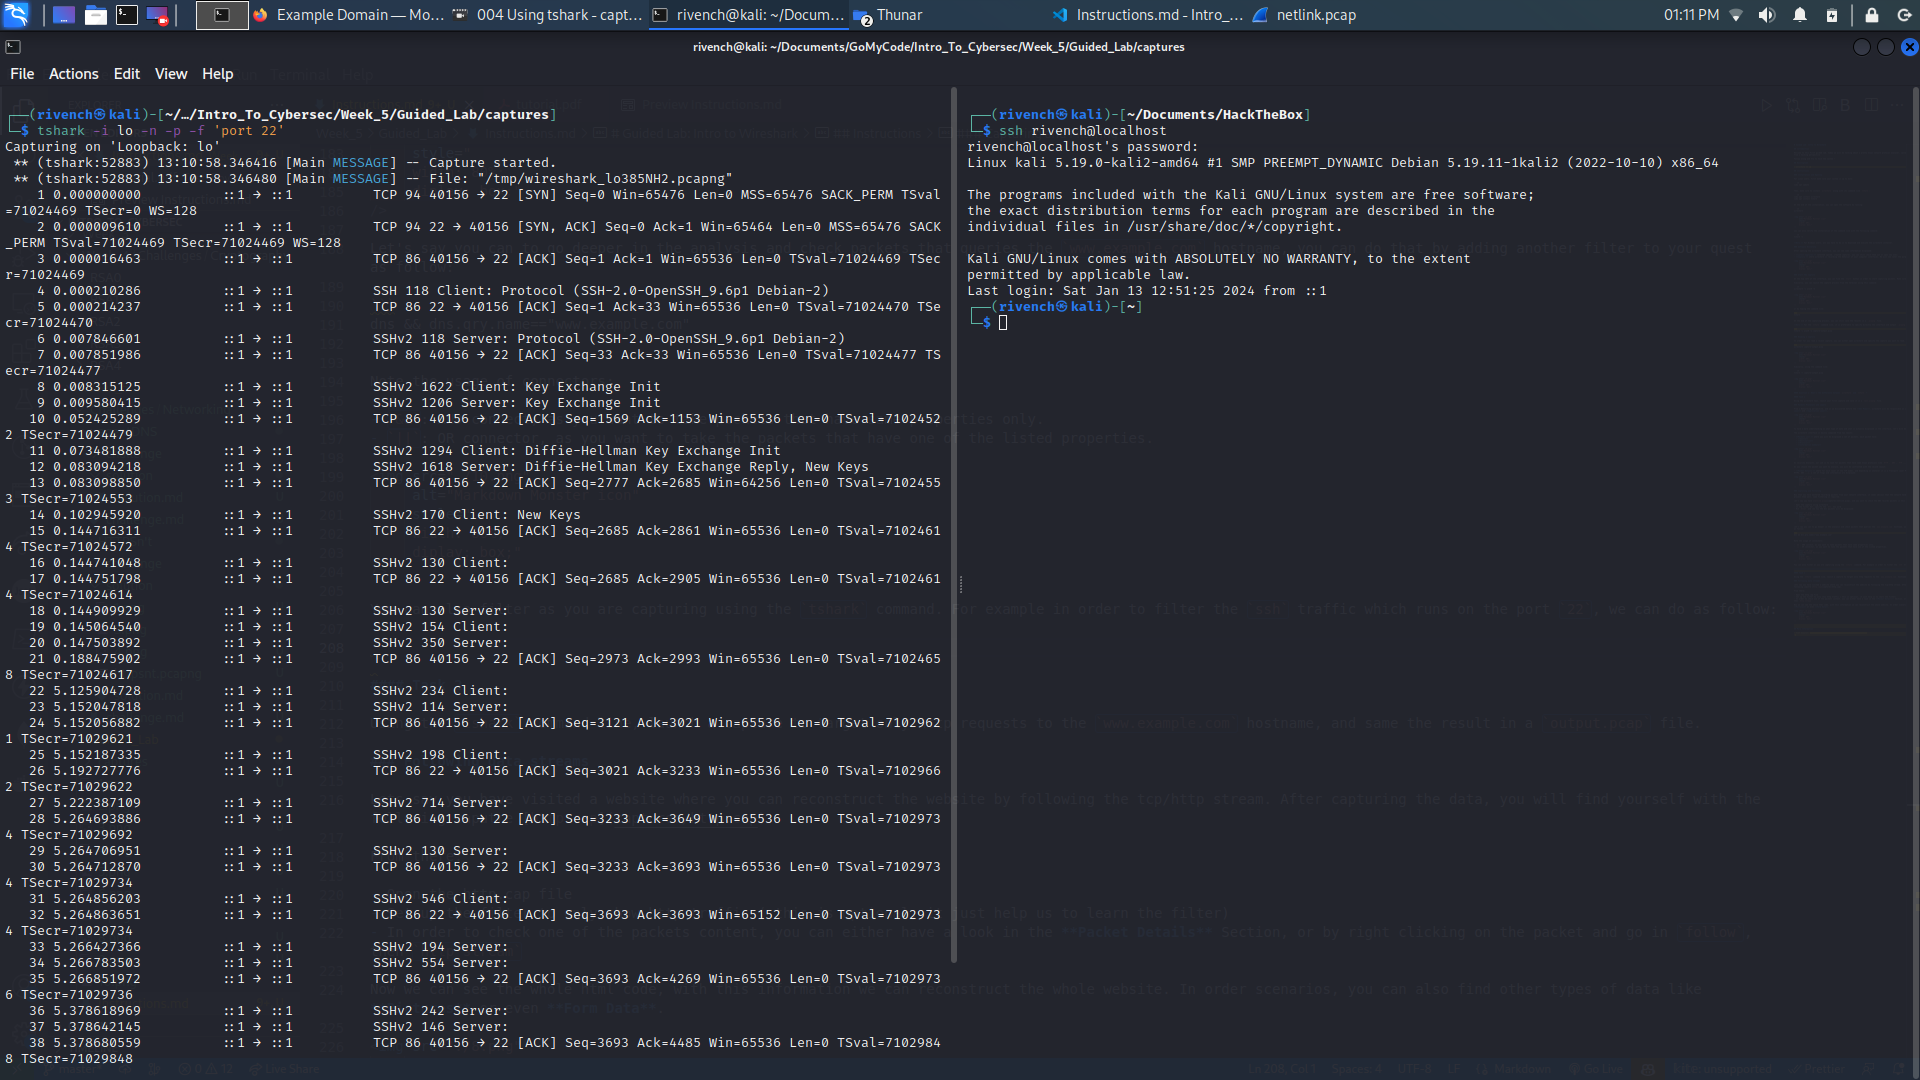 Example Domain — Mo...
004 Using tshark - capt...
rivench@kali: ~/Docum...
2 Thunar
Instructions.md - Intro_...
netlink.pcap
01:11 PM
rivench@kali: ~/Documents/GoMyCode/Intro_To_Cybersec/Week_5/Guided_Lab/captures
File Actions Edit View Help
┌──(rivench㉿kali)-[~/…/Intro_To_Cybersec/Week_5/Guided_Lab/captures]
└─$ tshark -i lo -n -p -f 'port 22'
Capturing on 'Loopback: lo'
** (tshark:52883) 13:10:58.346416 [Main MESSAGE] -- Capture started.
** (tshark:52883) 13:10:58.346480 [Main MESSAGE] -- File: "/tmp/wireshark_lo385NH2.pcapng"
1 0.000000000 ::1 → ::1 TCP 94 40156 → 22 [SYN] Seq=0 Win=65476 Len=0 MSS=65476 SACK_PERM TSval
=71024469 TSecr=0 WS=128
2 0.000009610 ::1 → ::1 TCP 94 22 → 40156 [SYN, ACK] Seq=0 Ack=1 Win=65464 Len=0 MSS=65476 SACK
_PERM TSval=71024469 TSecr=71024469 WS=128
3 0.000016463 ::1 → ::1 TCP 86 40156 → 22 [ACK] Seq=1 Ack=1 Win=65536 Len=0 TSval=71024469 TSec
r=71024469
4 0.000210286 ::1 → ::1 SSH 118 Client: Protocol (SSH-2.0-OpenSSH_9.6p1 Debian-2)
5 0.000214237 ::1 → ::1 TCP 86 22 → 40156 [ACK] Seq=1 Ack=33 Win=65536 Len=0 TSval=71024470 TSe
cr=71024470
6 0.007846601 ::1 → ::1 SSHv2 118 Server: Protocol (SSH-2.0-OpenSSH_9.6p1 Debian-2)
7 0.007851986 ::1 → ::1 TCP 86 40156 → 22 [ACK] Seq=33 Ack=33 Win=65536 Len=0 TSval=71024477 TS
ecr=71024477
8 0.008315125 ::1 → ::1 SSHv2 1622 Client: Key Exchange Init
9 0.009580415 ::1 → ::1 SSHv2 1206 Server: Key Exchange Init
10 0.052425289 ::1 → ::1 TCP 86 40156 → 22 [ACK] Seq=1569 Ack=1153 Win=65536 Len=0 TSval=7102452
2 TSecr=71024479
11 0.073481888 ::1 → ::1 SSHv2 1294 Client: Diffie-Hellman Key Exchange Init
12 0.083094218 ::1 → ::1 SSHv2 1618 Server: Diffie-Hellman Key Exchange Reply, New Keys
13 0.083098850 ::1 → ::1 TCP 86 40156 → 22 [ACK] Seq=2777 Ack=2685 Win=64256 Len=0 TSval=7102455
3 TSecr=71024553
14 0.102945920 ::1 → ::1 SSHv2 170 Client: New Keys
15 0.144716311 ::1 → ::1 TCP 86 22 → 40156 [ACK] Seq=2685 Ack=2861 Win=65536 Len=0 TSval=7102461
4 TSecr=71024572
16 0.144741048 ::1 → ::1 SSHv2 130 Client:
17 0.144751798 ::1 → ::1 TCP 86 22 → 40156 [ACK] Seq=2685 Ack=2905 Win=65536 Len=0 TSval=7102461
4 TSecr=71024614
18 0.144909929 ::1 → ::1 SSHv2 130 Server:
19 0.145064540 ::1 → ::1 SSHv2 154 Client:
20 0.147503892 ::1 → ::1 SSHv2 350 Server:
21 0.188475902 ::1 → ::1 TCP 86 40156 → 22 [ACK] Seq=2973 Ack=2993 Win=65536 Len=0 TSval=7102465
8 TSecr=71024617
22 5.125904728 ::1 → ::1 SSHv2 234 Client:
23 5.152047818 ::1 → ::1 SSHv2 114 Server:
24 5.152056882 ::1 → ::1 TCP 86 40156 → 22 [ACK] Seq=3121 Ack=3021 Win=65536 Len=0 TSval=7102962
1 TSecr=71029621
25 5.152187335 ::1 → ::1 SSHv2 198 Client:
26 5.192727776 ::1 → ::1 TCP 86 22 → 40156 [ACK] Seq=3021 Ack=3233 Win=65536 Len=0 TSval=7102966
2 TSecr=71029622
27 5.222387109 ::1 → ::1 SSHv2 714 Server:
28 5.264693886 ::1 → ::1 TCP 86 40156 → 22 [ACK] Seq=3233 Ack=3649 Win=65536 Len=0 TSval=7102973
4 TSecr=71029692
29 5.264706951 ::1 → ::1 SSHv2 130 Server:
30 5.264712870 ::1 → ::1 TCP 86 40156 → 22 [ACK] Seq=3233 Ack=3693 Win=65536 Len=0 TSval=7102973
4 TSecr=71029734
31 5.264856203 ::1 → ::1 SSHv2 546 Client:
32 5.264863651 ::1 → ::1 TCP 86 22 → 40156 [ACK] Seq=3693 Ack=3693 Win=65152 Len=0 TSval=7102973
4 TSecr=71029734
33 5.266427366 ::1 → ::1 SSHv2 194 Server:
34 5.266783503 ::1 → ::1 SSHv2 554 Server:
35 5.266851972 ::1 → ::1 TCP 86 40156 → 22 [ACK] Seq=3693 Ack=4269 Win=65536 Len=0 TSval=7102973
6 TSecr=71029736
36 5.378618969 ::1 → ::1 SSHv2 242 Server:
37 5.378642145 ::1 → ::1 SSHv2 146 Server:
38 5.378680559 ::1 → ::1 TCP 86 40156 → 22 [ACK] Seq=3693 Ack=4485 Win=65536 Len=0 TSval=7102984
8 TSecr=71029848
┌──(rivench㉿kali)-[~/Documents/HackTheBox]
└─$ ssh rivench@localhost
rivench@localhost's password:
Linux kali 5.19.0-kali2-amd64 #1 SMP PREEMPT_DYNAMIC Debian 5.19.11-1kali2 (2022-10-10) x86_64
The programs included with the Kali GNU/Linux system are free software;
the exact distribution terms for each program are described in the
individual files in /usr/share/doc/*/copyright.
Kali GNU/Linux comes with ABSOLUTELY NO WARRANTY, to the extent
permitted by applicable law.
Last login: Sat Jan 13 12:51:25 2024 from ::1
┌──(rivench㉿kali)-[~]
└─$